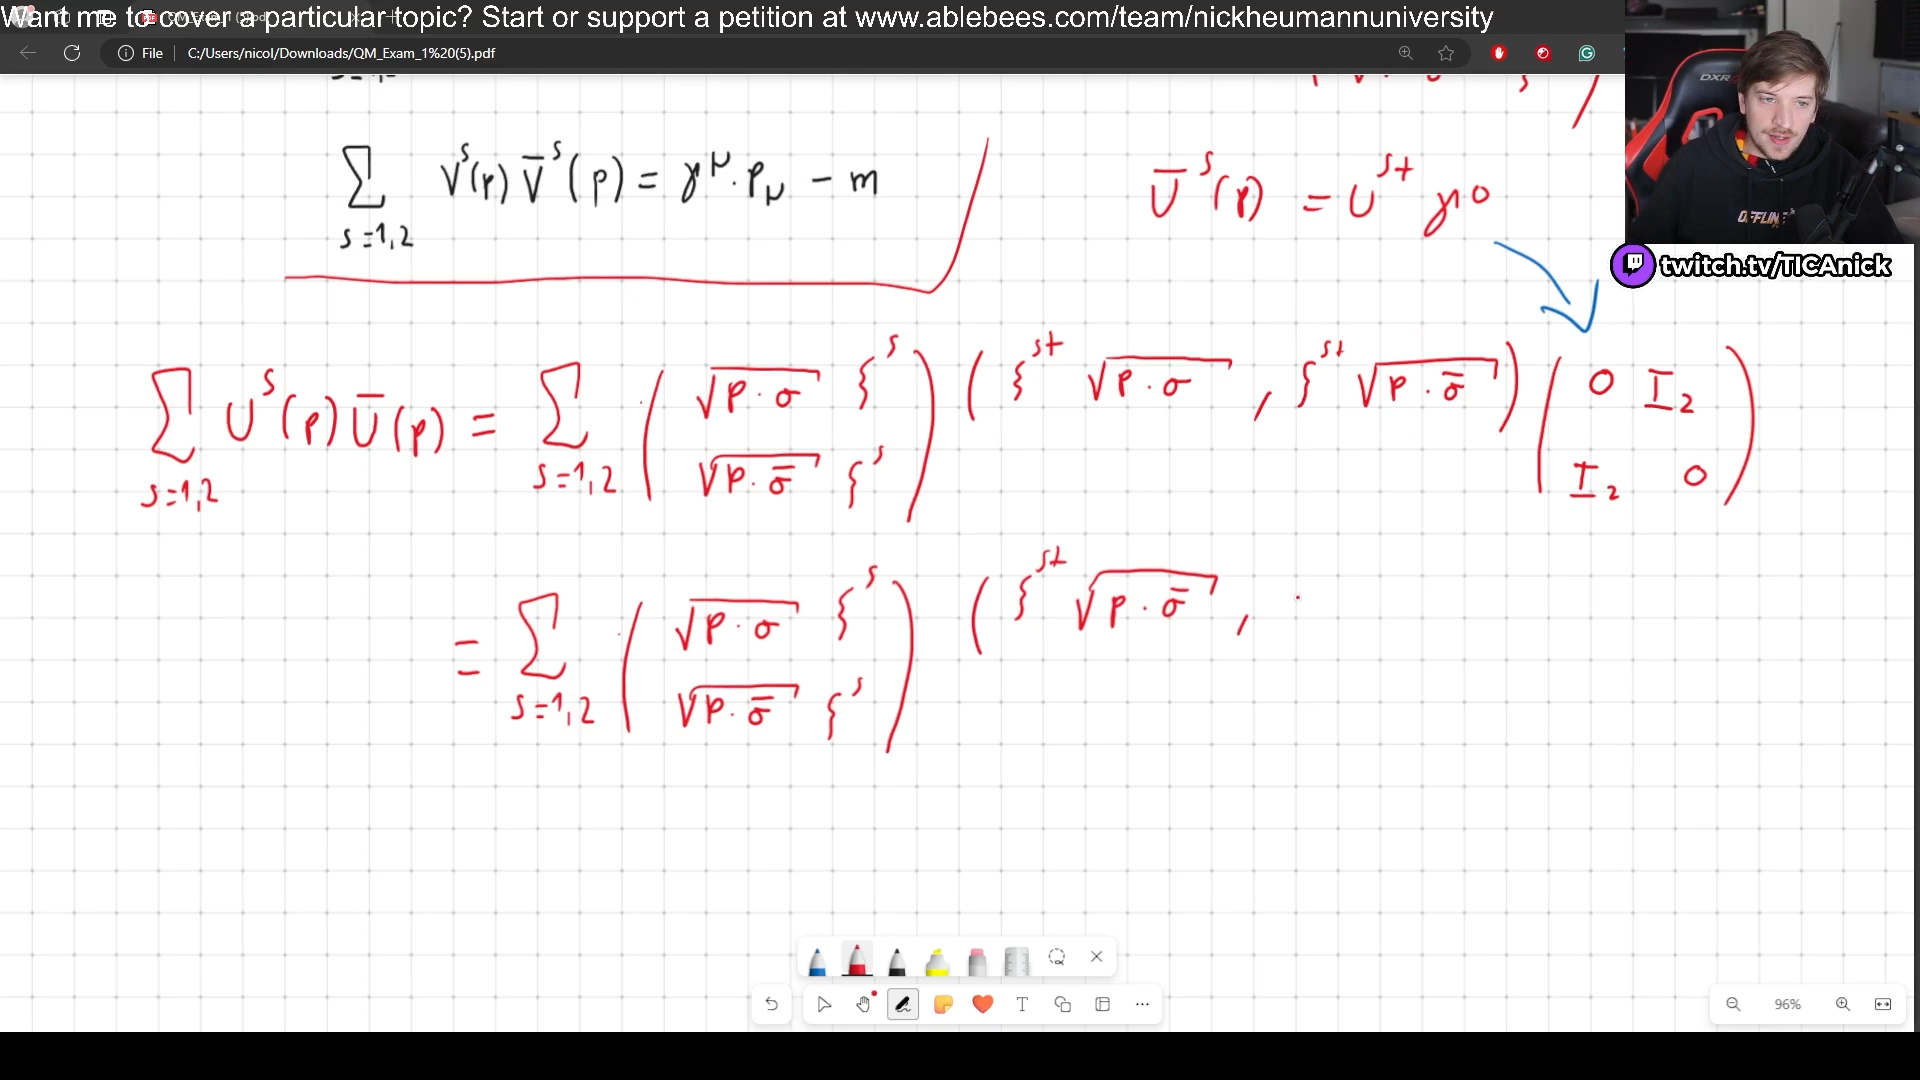 Want me to cover a particular topic? Start or support a petition at www.ablebees.com/team/nickheumannuniversity
File C:/Users/nicol/Downloads/QM_Exam_1%20(5).pdf
DXR
OFFLINE
twitch.tv/TICAnick
∑_{s=1,2} V^s(p) V̄^s(p) = γ^μ · p_μ − m
Ū^s(p) = U^{s†} γ^0
∑_{s=1,2} U^s(p) Ū(p) = ∑_{s=1,2} ( √(p·σ) ξ^s ; √(p·σ̄) ξ^s ) ( ξ^{s†} √(p·σ) , ξ^{s†} √(p·σ̄) ) ( 0 I_2 ; I_2 0 )
= ∑_{s=1,2} ( √(p·σ) ξ^s ; √(p·σ̄) ξ^s ) ( ξ^{s†} √(p·σ̄) ,
96%